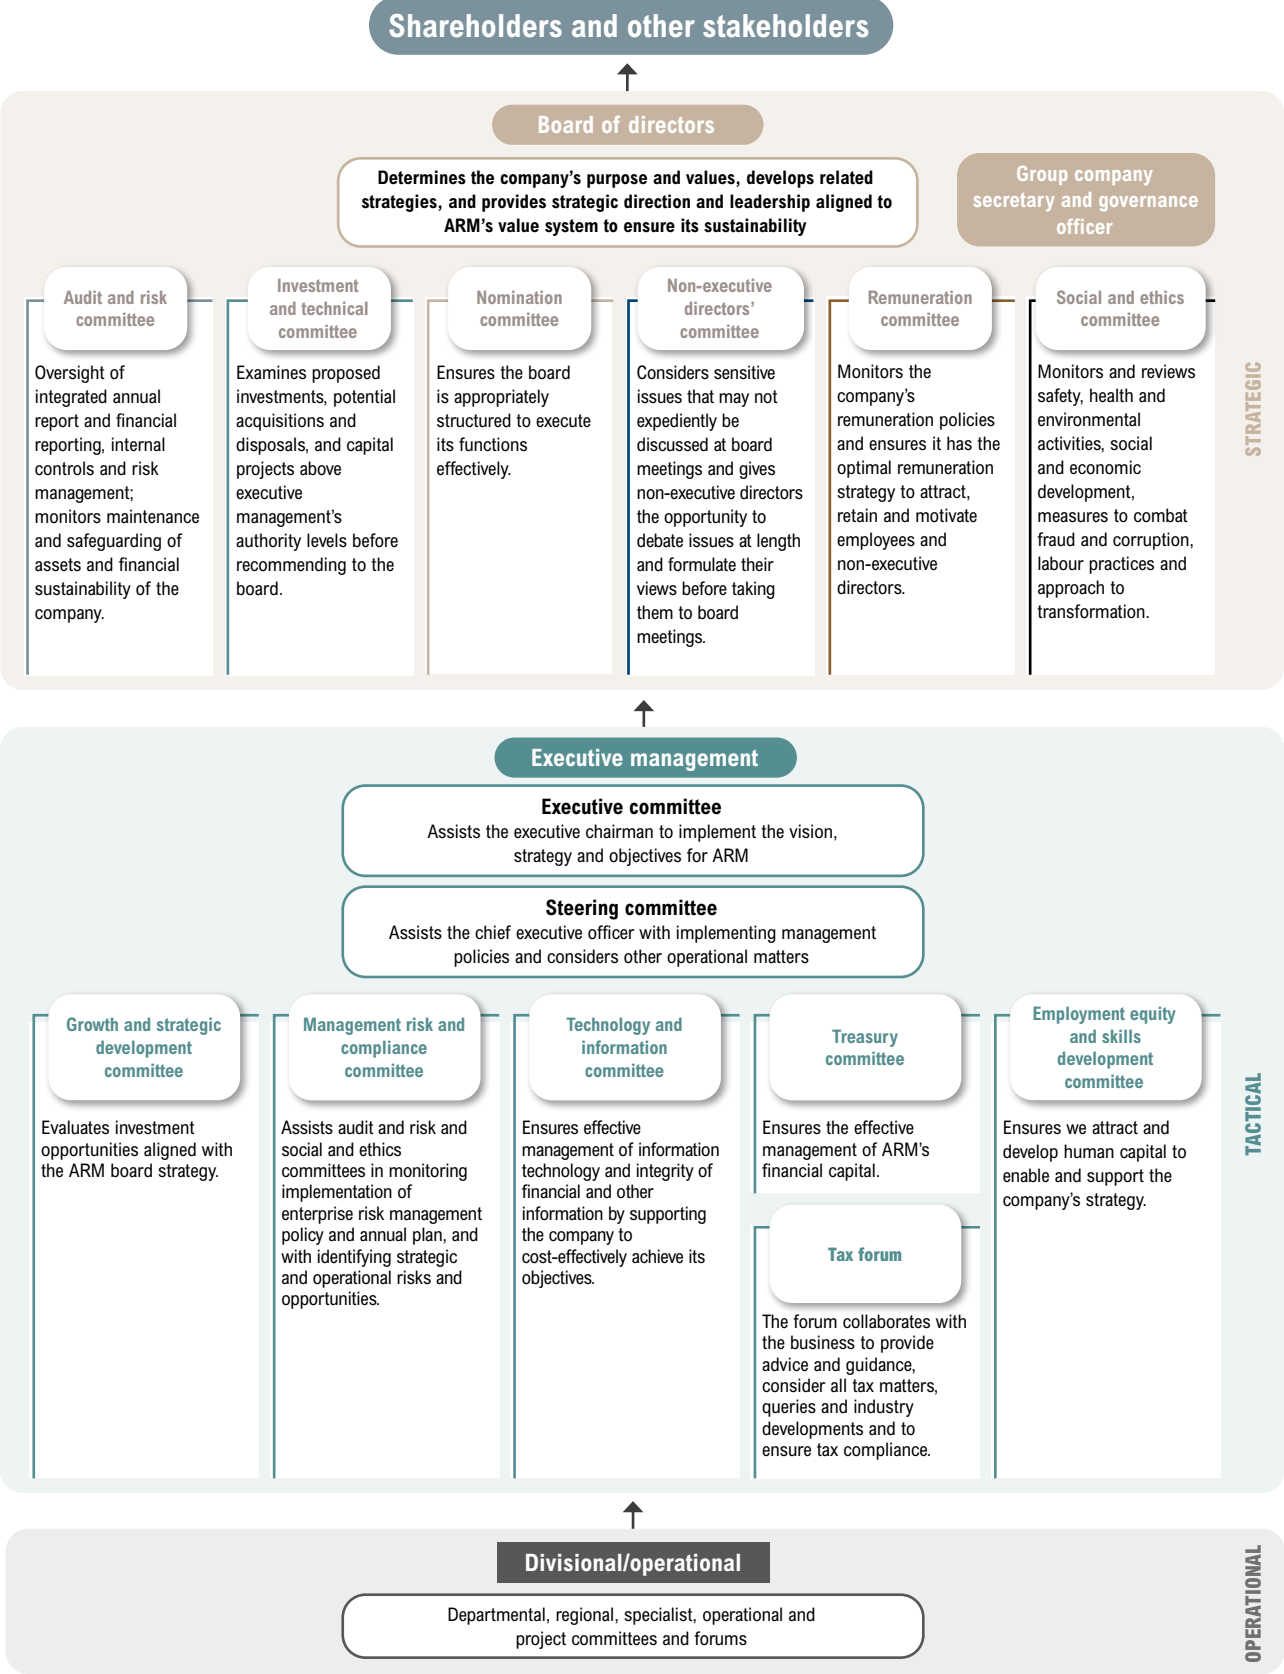 Shareholders and other stakeholders
Board of directors
Determines the company's purpose and values, develops related
strategies, and provides strategic direction and leadership aligned to
ARM's value system to ensure its sustainability
Group company
secretary and governance
officer
Audit and risk
committee
Oversight of
integrated annual
report and financial
reporting, internal
controls and risk
management;
monitors maintenance
and safeguarding of
assets and financial
sustainability of the
company.
Investment
and technical
committee
Examines proposed
investments, potential
acquisitions and
disposals, and capital
projects above
executive
management's
authority levels before
recommending to the
board.
Nomination
committee
Ensures the board
is appropriately
structured to execute
its functions
effectively.
Non-executive
directors'
committee
Considers sensitive
issues that may not
expediently be
discussed at board
meetings and gives
non-executive directors
the opportunity to
debate issues at length
and formulate their
views before taking
them to board
meetings.
Remuneration
committee
Monitors the
company's
remuneration policies
and ensures it has the
optimal remuneration
strategy to attract,
retain and motivate
employees and
non-executive
directors.
Social and ethics
committee
Monitors and reviews
safety, health and
environmental
activities, social
and economic
development,
measures to combat
fraud and corruption,
labour practices and
approach to
transformation.
STRATEGIC
Executive management
Executive committee
Assists the executive chairman to implement the vision,
strategy and objectives for ARM
Steering committee
Assists the chief executive officer with implementing management
policies and considers other operational matters
Growth and strategic
development
committee
Evaluates investment
opportunities aligned with
the ARM board strategy.
Management risk and
compliance
committee
Assists audit and risk and
social and ethics
committees in monitoring
implementation of
enterprise risk management
policy and annual plan, and
with identifying strategic
and operational risks and
opportunities.
Technology and
information
committee
Ensures effective
management of information
technology and integrity of
financial and other
information by supporting
the company to
cost-effectively achieve its
objectives.
Treasury
committee
Ensures the effective
management of ARM's
financial capital.
Tax forum
The forum collaborates with
the business to provide
advice and guidance,
consider all tax matters,
queries and industry
developments and to
ensure tax compliance.
Employment equity
and skills
development
committee
Ensures we attract and
develop human capital to
enable and support the
company's strategy.
TACTICAL
Divisional/operational
Departmental, regional, specialist, operational and
project committees and forums
OPERATIONAL